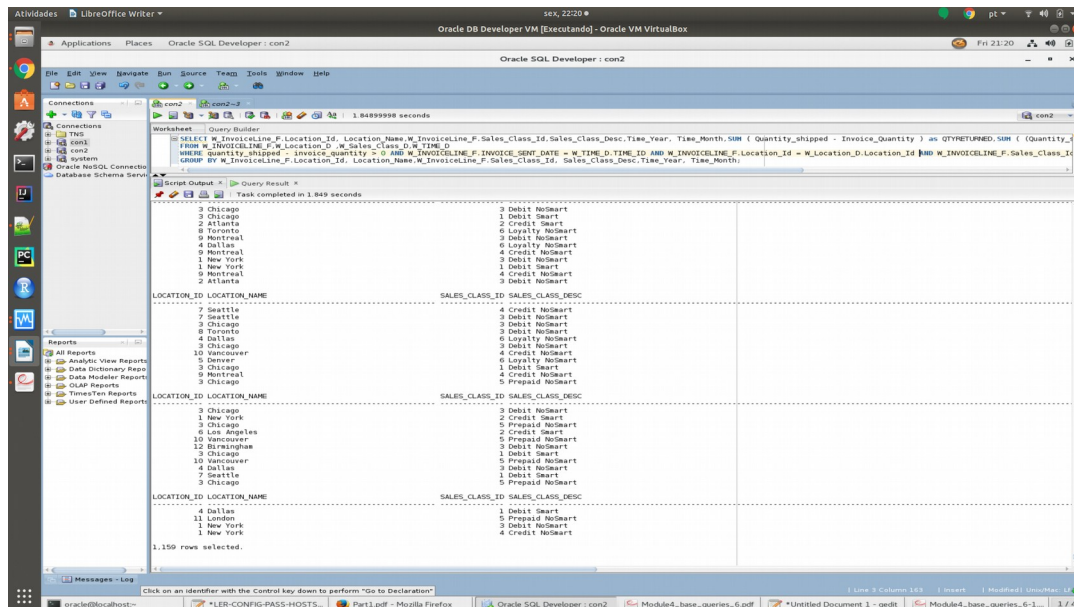 Atividades LibreOffice Writer ▾ sex, 22:20 ● pt ▾
Oracle DB Developer VM [Executando] - Oracle VM VirtualBox
Applications Places Oracle SQL Developer : con2 Fri 21:20
Oracle SQL Developer : con2
File Edit View Navigate Run Source Team Tools Window Help
Connections
con2 con2~3
1.84899998 seconds con2
Worksheet Query Builder
Connections
TNS
con1
con2
system
Oracle NoSQL Connectio
Database Schema Servi
SELECT W_InvoiceLine_F.Location_Id, Location_Name,W_InvoiceLine_F.Sales_Class_Id,Sales_Class_Desc,Time_Year, Time_Month,SUM ( Quantity_shipped - Invoice_Quantity ) as QTYRETURNED,SUM ( (Quantity_s
FROM W_INVOICELINE_F,W_Location_D ,W_Sales_Class_D,W_TIME_D
WHERE quantity_shipped - invoice_quantity > 0 AND W_INVOICELINE_F.INVOICE_SENT_DATE = W_TIME_D.TIME_ID AND W_INVOICELINE_F.Location_Id = W_Location_D.Location_Id AND W_INVOICELINE_F.Sales_Class_Id
GROUP BY W_InvoiceLine_F.Location_Id, Location_Name,W_InvoiceLine_F.Sales_Class_Id, Sales_Class_Desc,Time_Year, Time_Month;
Script Output × Query Result ×
Task completed in 1.849 seconds
3 Chicago 3 Debit NoSmart
3 Chicago 1 Debit Smart
2 Atlanta 2 Credit Smart
8 Toronto 6 Loyalty NoSmart
9 Montreal 3 Debit NoSmart
4 Dallas 6 Loyalty NoSmart
9 Montreal 4 Credit NoSmart
1 New York 3 Debit NoSmart
1 New York 1 Debit Smart
9 Montreal 4 Credit NoSmart
2 Atlanta 3 Debit NoSmart
LOCATION_ID LOCATION_NAME SALES_CLASS_ID SALES_CLASS_DESC
7 Seattle 4 Credit NoSmart
7 Seattle 3 Debit NoSmart
3 Chicago 3 Debit NoSmart
8 Toronto 3 Debit NoSmart
4 Dallas 6 Loyalty NoSmart
3 Chicago 3 Debit NoSmart
10 Vancouver 4 Credit NoSmart
5 Denver 6 Loyalty NoSmart
3 Chicago 1 Debit Smart
9 Montreal 4 Credit NoSmart
3 Chicago 5 Prepaid NoSmart
LOCATION_ID LOCATION_NAME SALES_CLASS_ID SALES_CLASS_DESC
3 Chicago 3 Debit NoSmart
1 New York 2 Credit Smart
3 Chicago 5 Prepaid NoSmart
6 Los Angeles 2 Credit Smart
10 Vancouver 5 Prepaid NoSmart
12 Birmingham 3 Debit NoSmart
3 Chicago 1 Debit Smart
10 Vancouver 5 Prepaid NoSmart
4 Dallas 3 Debit NoSmart
7 Seattle 1 Debit Smart
3 Chicago 5 Prepaid NoSmart
LOCATION_ID LOCATION_NAME SALES_CLASS_ID SALES_CLASS_DESC
4 Dallas 1 Debit Smart
11 London 5 Prepaid NoSmart
1 New York 3 Debit NoSmart
1 New York 4 Credit NoSmart
1.159 rows selected.
Reports
All Reports
Analytic View Reports
Data Dictionary Repo
Data Modeler Reports
OLAP Reports
TimesTen Reports
User Defined Reports
Messages - Log
Click on an identifier with the Control key down to perform "Go to Declaration"
Line 3 Column 163 Insert Modified Unix/Mac: LF
oracle@localhost:~ *LER-CONFIG-PASS-HOSTS... Part1.pdf – Mozilla Firefox Oracle SQL Developer : con2 Module4_base_queries_6.pdf *Untitled Document 1 - gedit Module4_base_queries_6-1...